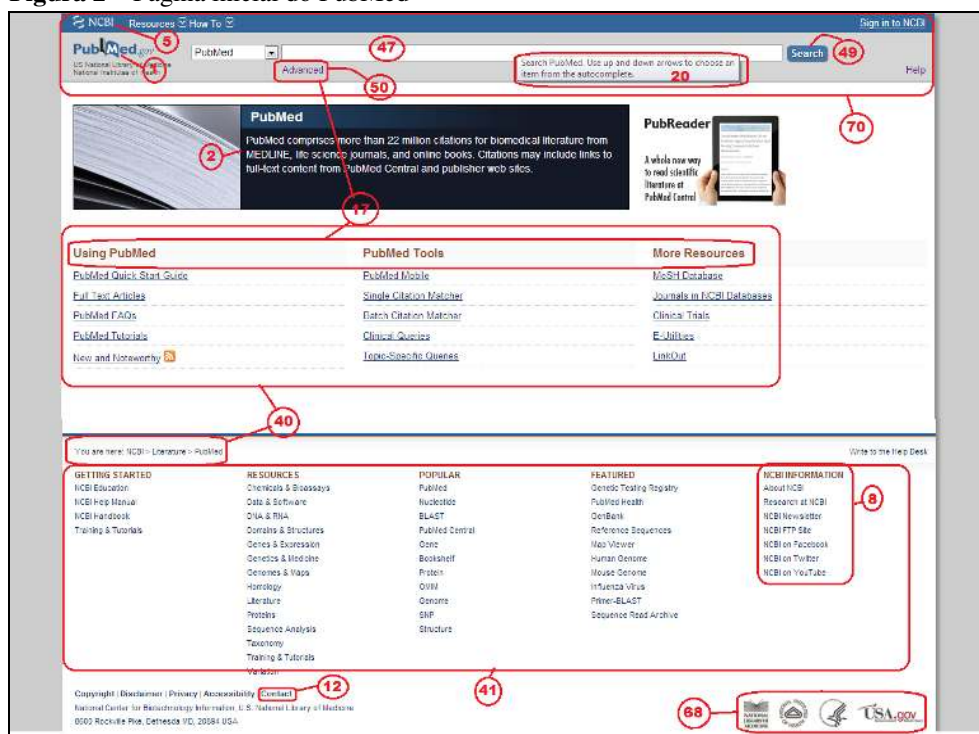 Figura 2 – Página inicial do PubMed
NCBI Resources How To Sign in to NCBI
5
PubMed.gov
PubMed
47
Search
49
US National Library of Medicine
National Institutes of Health
Advanced
50
Search PubMed. Use up and down arrows to choose an
item from the autocomplete.
20
Help
70
PubMed
PubMed comprises more than 22 million citations for biomedical literature from
MEDLINE, life science journals, and online books. Citations may include links to
full-text content from PubMed Central and publisher web sites.
2
PubReader
A whole new way
to read scientific
literature at
PubMed Central
17
Using PubMed PubMed Tools More Resources
PubMed Quick Start Guide PubMed Mobile MeSH Database
Full Text Articles Single Citation Matcher Journals in NCBI Databases
PubMed FAQs Batch Citation Matcher Clinical Trials
PubMed Tutorials Clinical Queries E-Utilities
New and Noteworthy Topic-Specific Queries LinkOut
40
You are here: NCBI > Literature > PubMed Write to the Help Desk
GETTING STARTED RESOURCES POPULAR FEATURED NCBI INFORMATION
NCBI Education Chemicals & Bioassays PubMed Genetic Testing Registry About NCBI
NCBI Help Manual Data & Software Nucleotide PubMed Health Research at NCBI
8
NCBI Handbook DNA & RNA BLAST GenBank NCBI Newsletter
Training & Tutorials Domains & Structures PubMed Central Reference Sequences NCBI FTP Site
Genes & Expression Gene Map Viewer NCBI on Facebook
Genetics & Medicine Bookshelf Human Genome NCBI on Twitter
Genomes & Maps Protein Mouse Genome NCBI on YouTube
Homology OMIM Influenza Virus
Literature Genome Primer-BLAST
Proteins SNP Sequence Read Archive
Sequence Analysis Structure
Taxonomy
Training & Tutorials
Variation
41
Copyright | Disclaimer | Privacy | Accessibility | Contact
12
National Center for Biotechnology Information, U.S. National Library of Medicine
8600 Rockville Pike, Bethesda MD, 20894 USA
68
NATIONAL
LIBRARY OF
MEDICINE
USA.gov